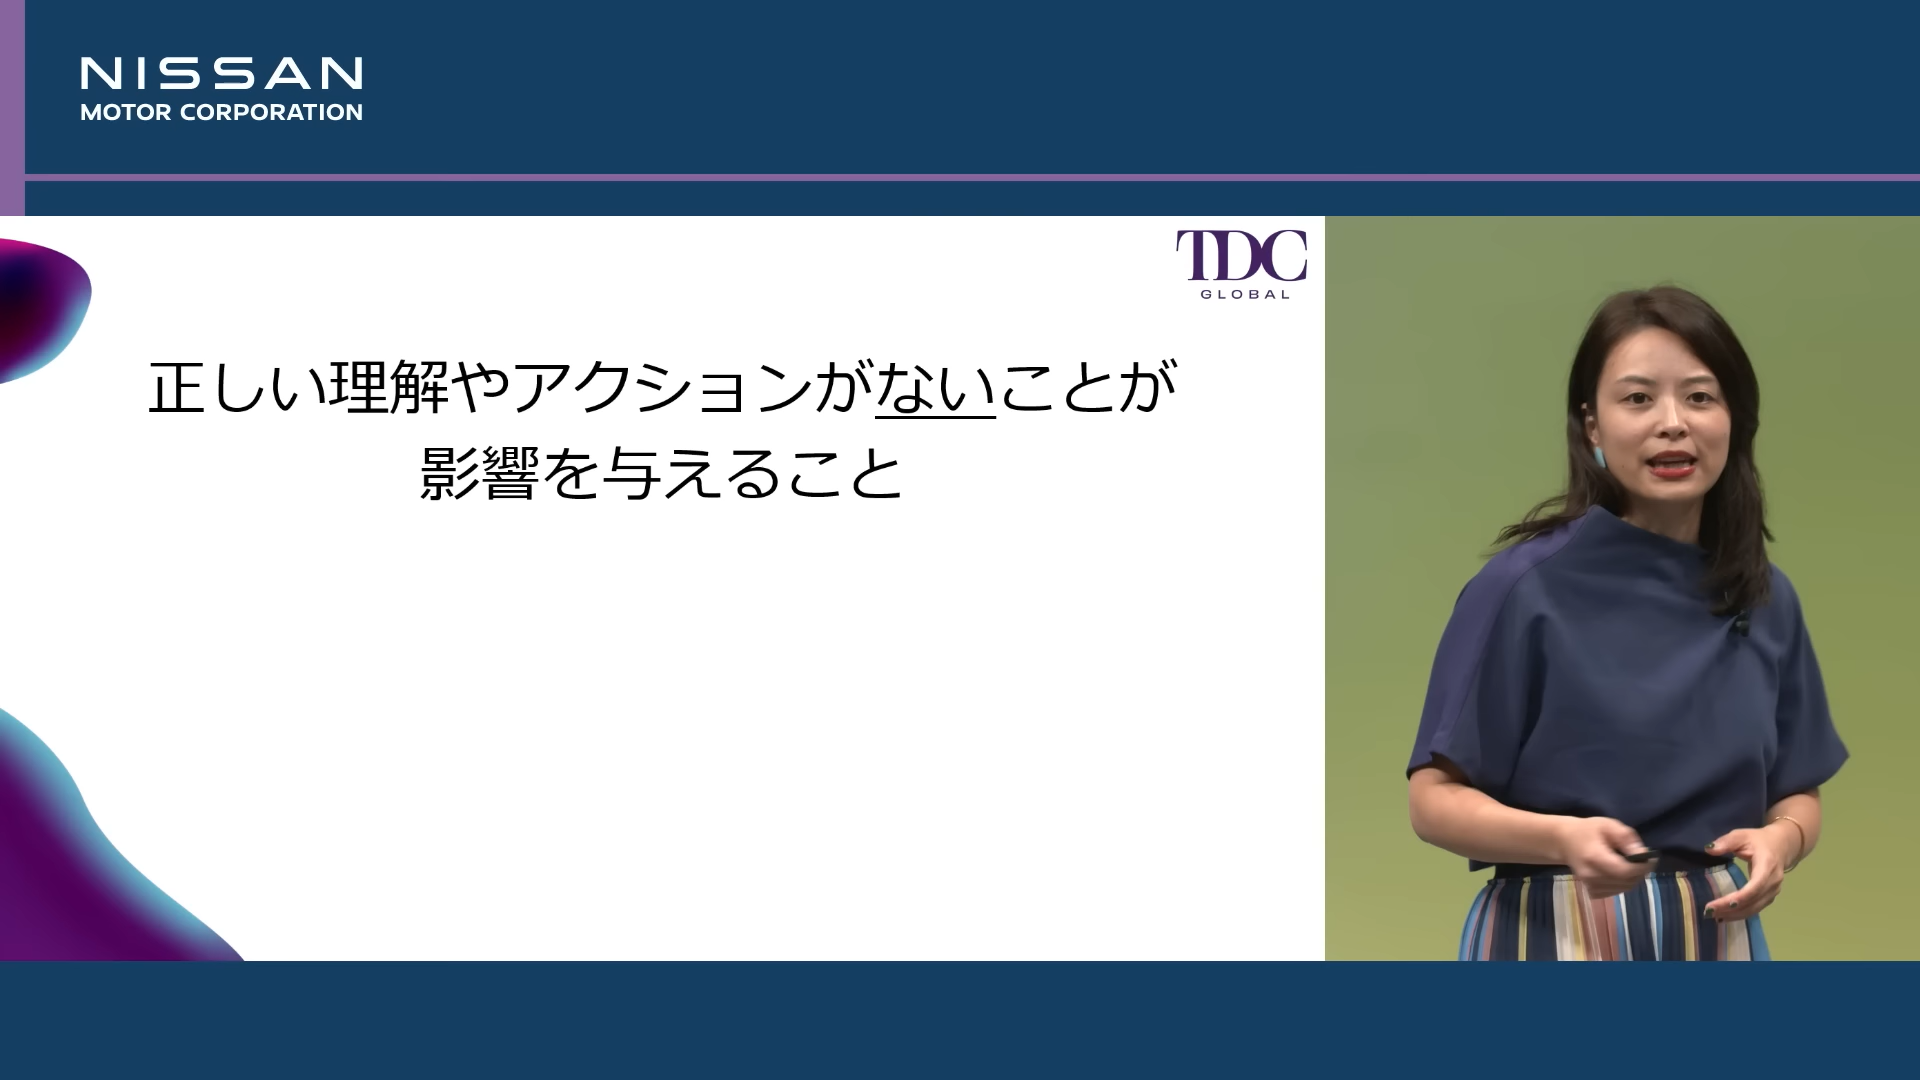 NISSAN
MOTOR CORPORATION
TDC
GLOBAL
正しい理解やアクションがないことが
影響を与えること